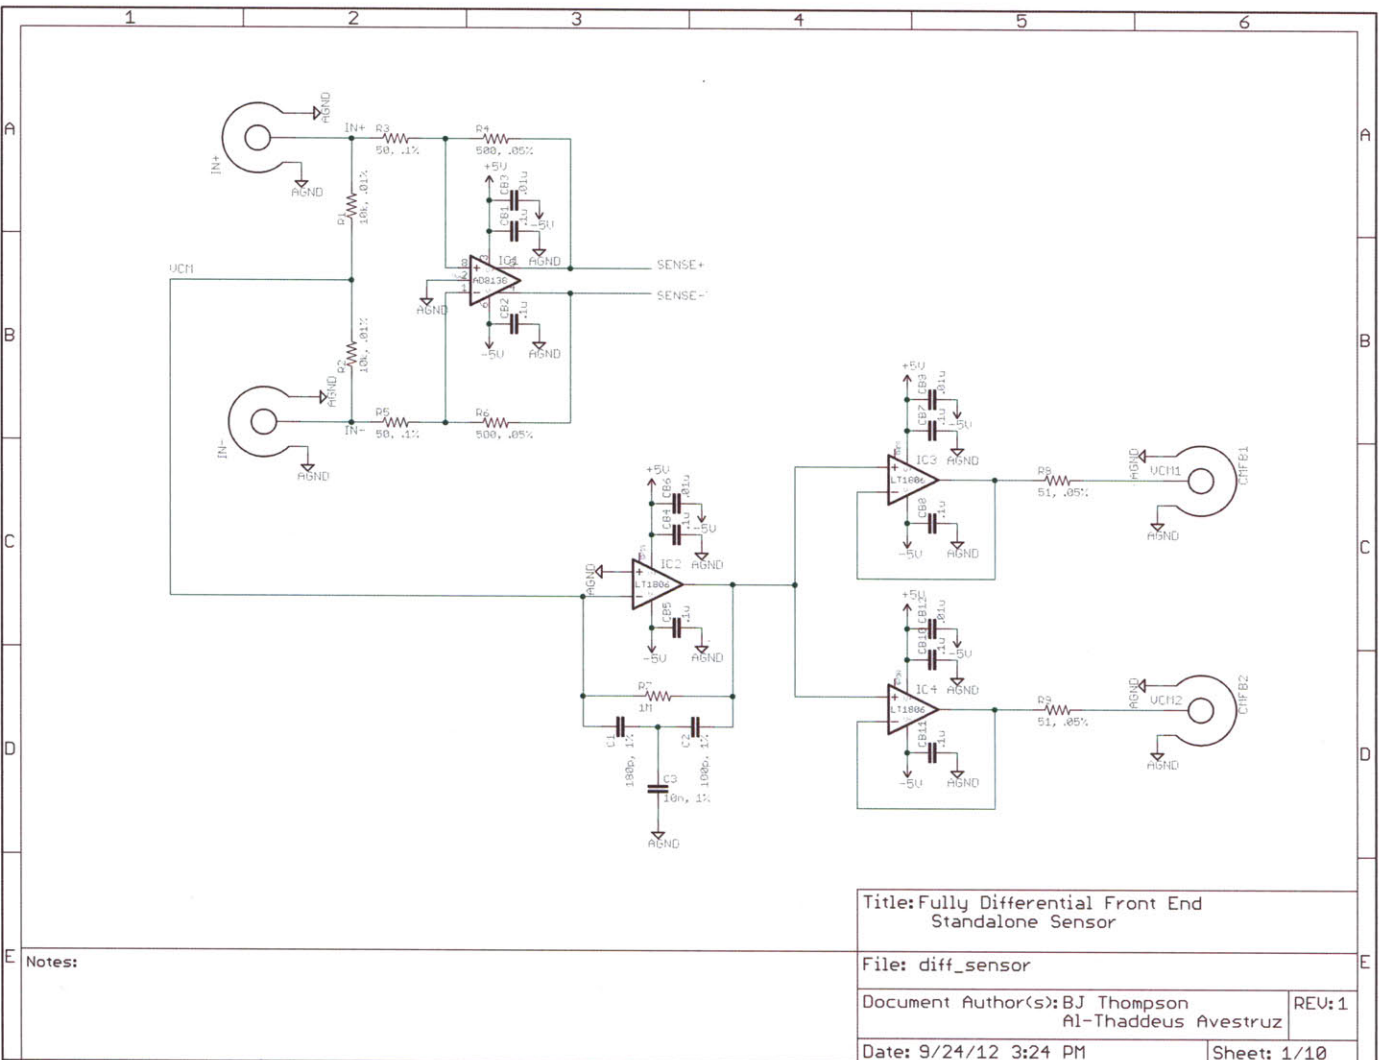 1 2 3 4 5 6
A
B
C
D
E
A
B
C
D
E
IN+
AGND
AGND
IN+
R3
50, .1%
R4
500, .05%
R1
10k, .01%
VCM
R2
10k, .01%
+5V
CB3
.01u
-5V
CB1
.1u
AGND
IC1
AD8138
8
2
1
3
6
AGND
SENSE+
SENSE-
CB2
.1u
-5V
AGND
IN-
AGND
AGND
IN-
R5
50, .1%
R6
500, .05%
+5V
CB6
.01u
-5V
CB4
.1u
AGND
IC2
LT1806
AGND
CB5
.1u
-5V
AGND
R7
1M
C1
180p, 1%
C2
100p, 1%
C3
10n, 1%
AGND
+5V
CB9
.01u
-5V
CB7
.1u
AGND
IC3
LT1806
CB8
.1u
-5V
AGND
R8
51, .05%
AGND
VCM1
CMFB1
AGND
+5V
CB12
.01u
-5V
CB10
.1u
AGND
IC4
LT1806
CB11
.1u
-5V
AGND
R9
51, .05%
AGND
VCM2
CMFB2
AGND
Notes:
Title: Fully Differential Front End
Standalone Sensor
File: diff_sensor
Document Author(s): BJ Thompson
Al-Thaddeus Avestruz
REV: 1
Date: 9/24/12 3:24 PM
Sheet: 1/10